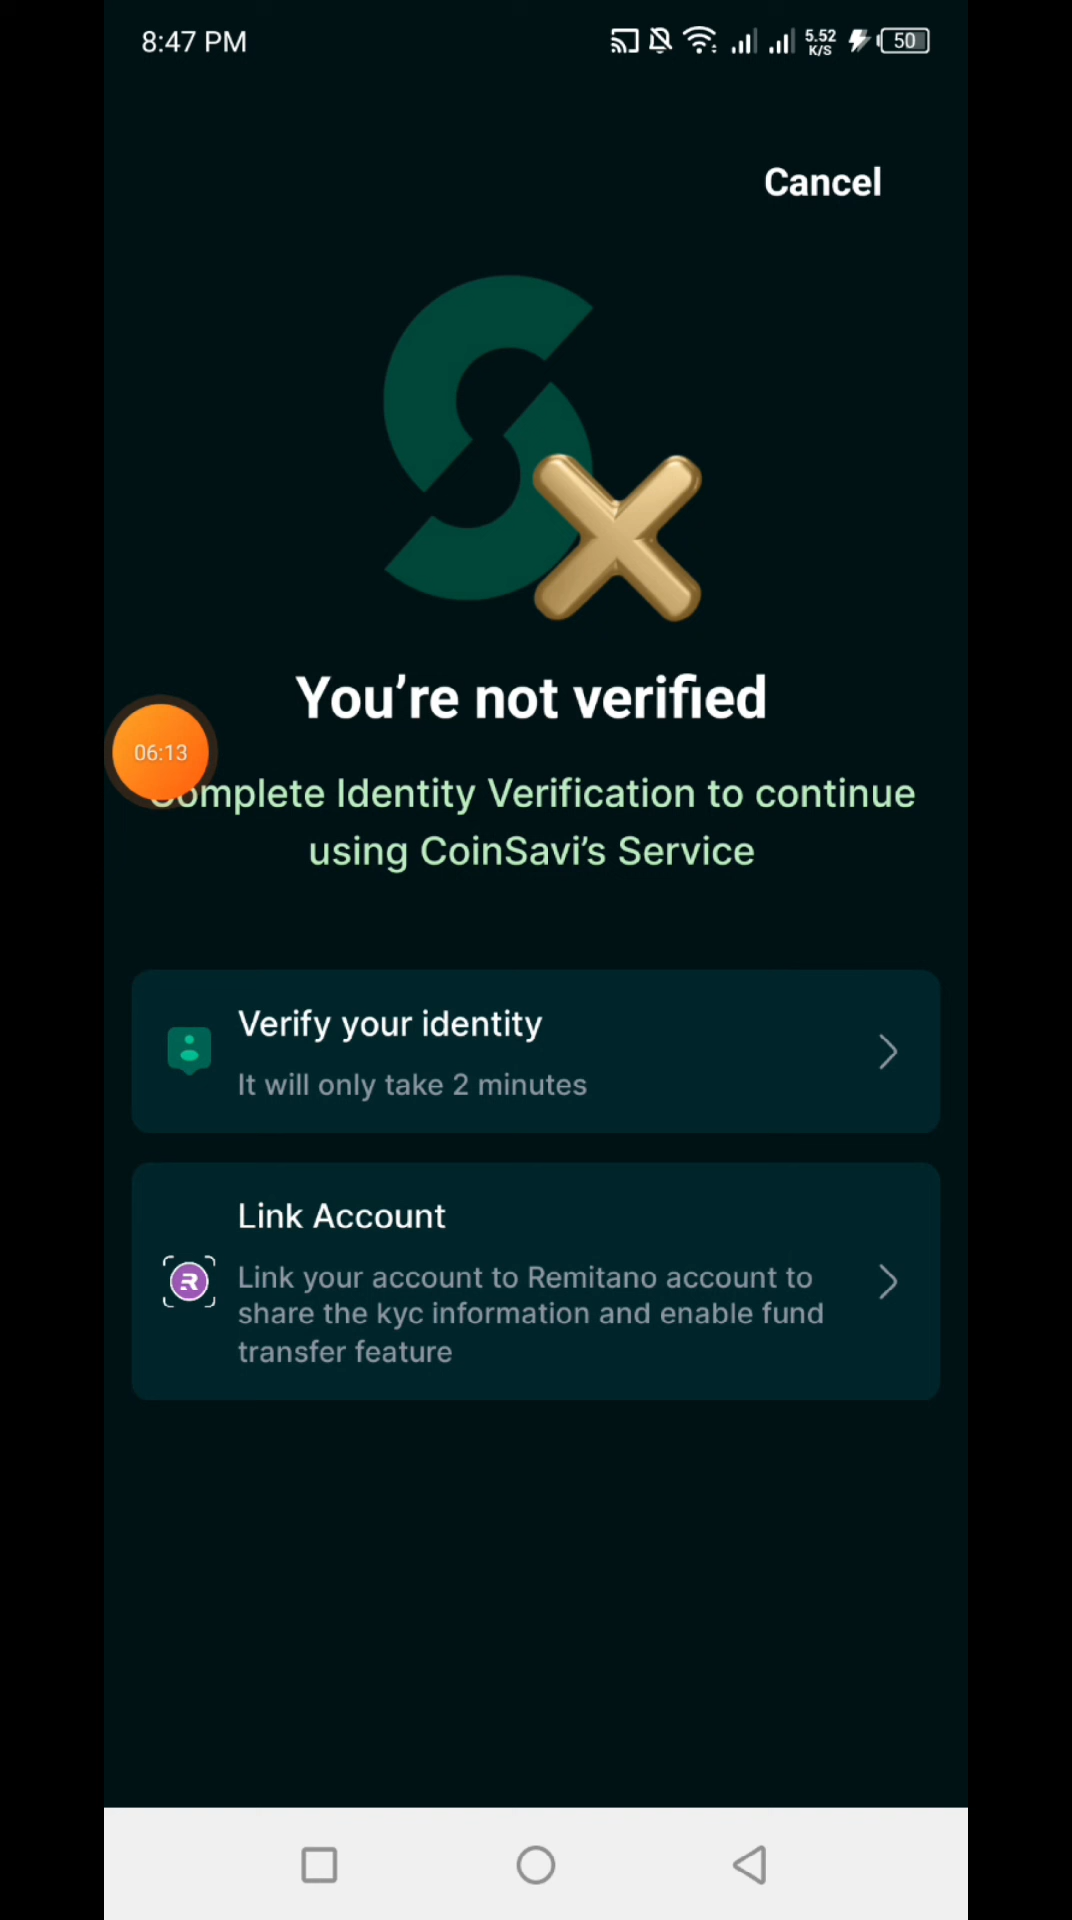 8:47 PM
5.52
K/S
50
Cancel
You're not verified
06:13
Complete Identity Verification to continue
using CoinSavi's Service
Verify your identity
It will only take 2 minutes
Link Account
Link your account to Remitano account to
share the kyc information and enable fund
transfer feature